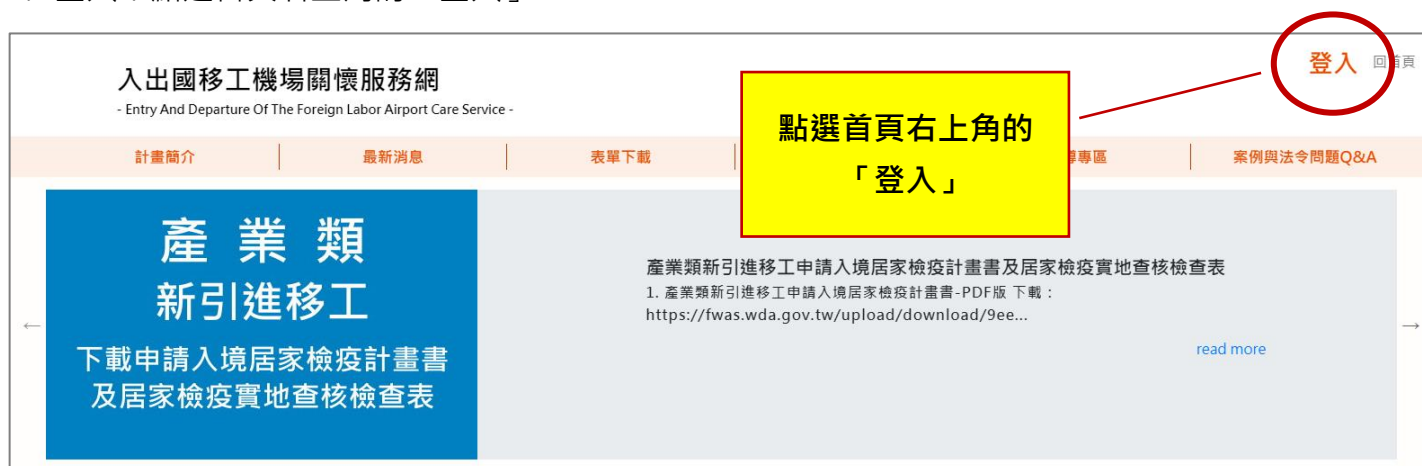 登入 回首頁
入出國移工機場關懷服務網
- Entry And Departure Of The Foreign Labor Airport Care Service -
點選首頁右上角的
「登入」
計畫簡介 最新消息 表單下載 專區 案例與法令問題Q&A
產業類
新引進移工
下載申請入境居家檢疫計畫書
及居家檢疫實地查核檢查表
產業類新引進移工申請入境居家檢疫計畫書及居家檢疫實地查核檢查表
1. 產業類新引進移工申請入境居家檢疫計畫書-PDF版 下載：
https://fwas.wda.gov.tw/upload/download/9ee...
read more
← →